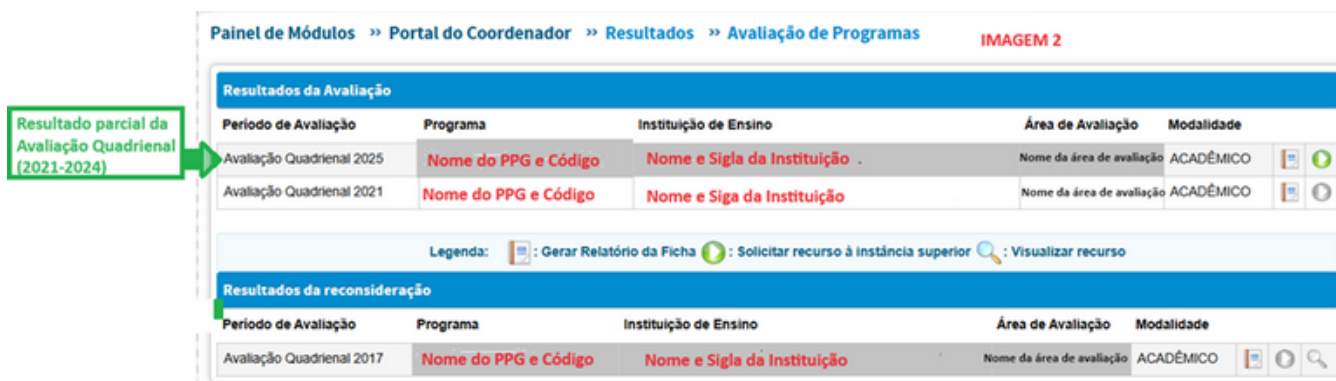 Painel de Módulos » Portal do Coordenador » Resultados » Avaliação de Programas
IMAGEM 2
Resultados da Avaliação
Resultado parcial da
Avaliação Quadrienal
(2021-2024)
Período de Avaliação Programa Instituição de Ensino Área de Avaliação Modalidade
Avaliação Quadrienal 2025 Nome do PPG e Código Nome e Sigla da Instituição . Nome da área de avaliação ACADÊMICO
Avaliação Quadrienal 2021 Nome do PPG e Código Nome e Siga da Instituição Nome da área de avaliação ACADÊMICO
Legenda: : Gerar Relatório da Ficha : Solicitar recurso à instância superior : Visualizar recurso
Resultados da reconsideração
Período de Avaliação Programa Instituição de Ensino Área de Avaliação Modalidade
Avaliação Quadrienal 2017 Nome do PPG e Código Nome e Sigla da Instituição Nome da área de avaliação ACADÊMICO